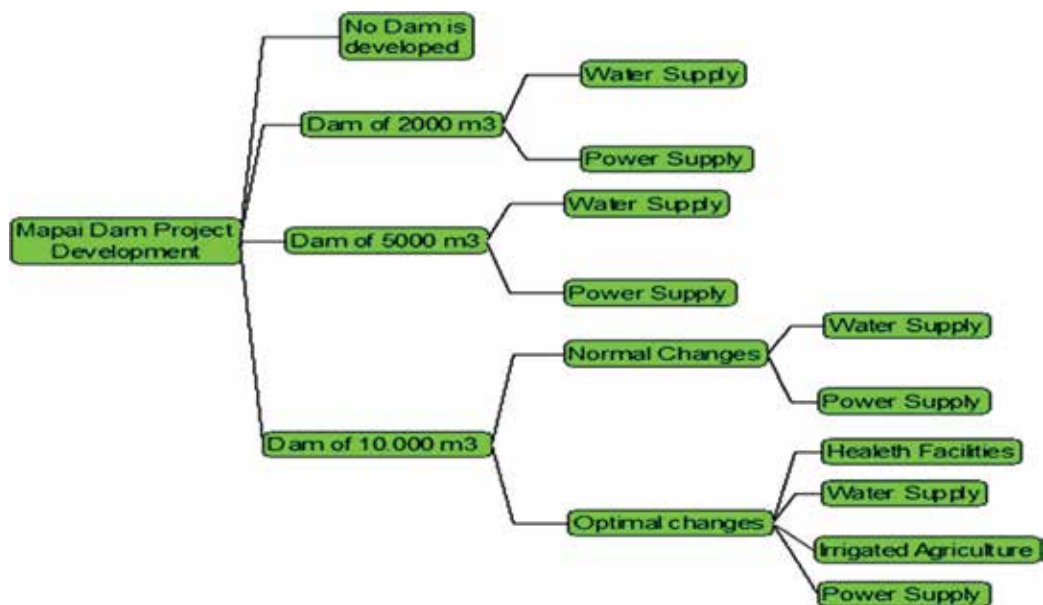 No Dam is
developed
Water Supply
Dam of 2000 m3
Power Supply
Water Supply
Mapai Dam Project
Development
Dam of 5000 m3
Power Supply
Water Supply
Normal Changes
Power Supply
Dam of 10.000 m3
Healeth Facilities
Water Supply
Optimal changes
Irrigated Agriculture
Power Supply